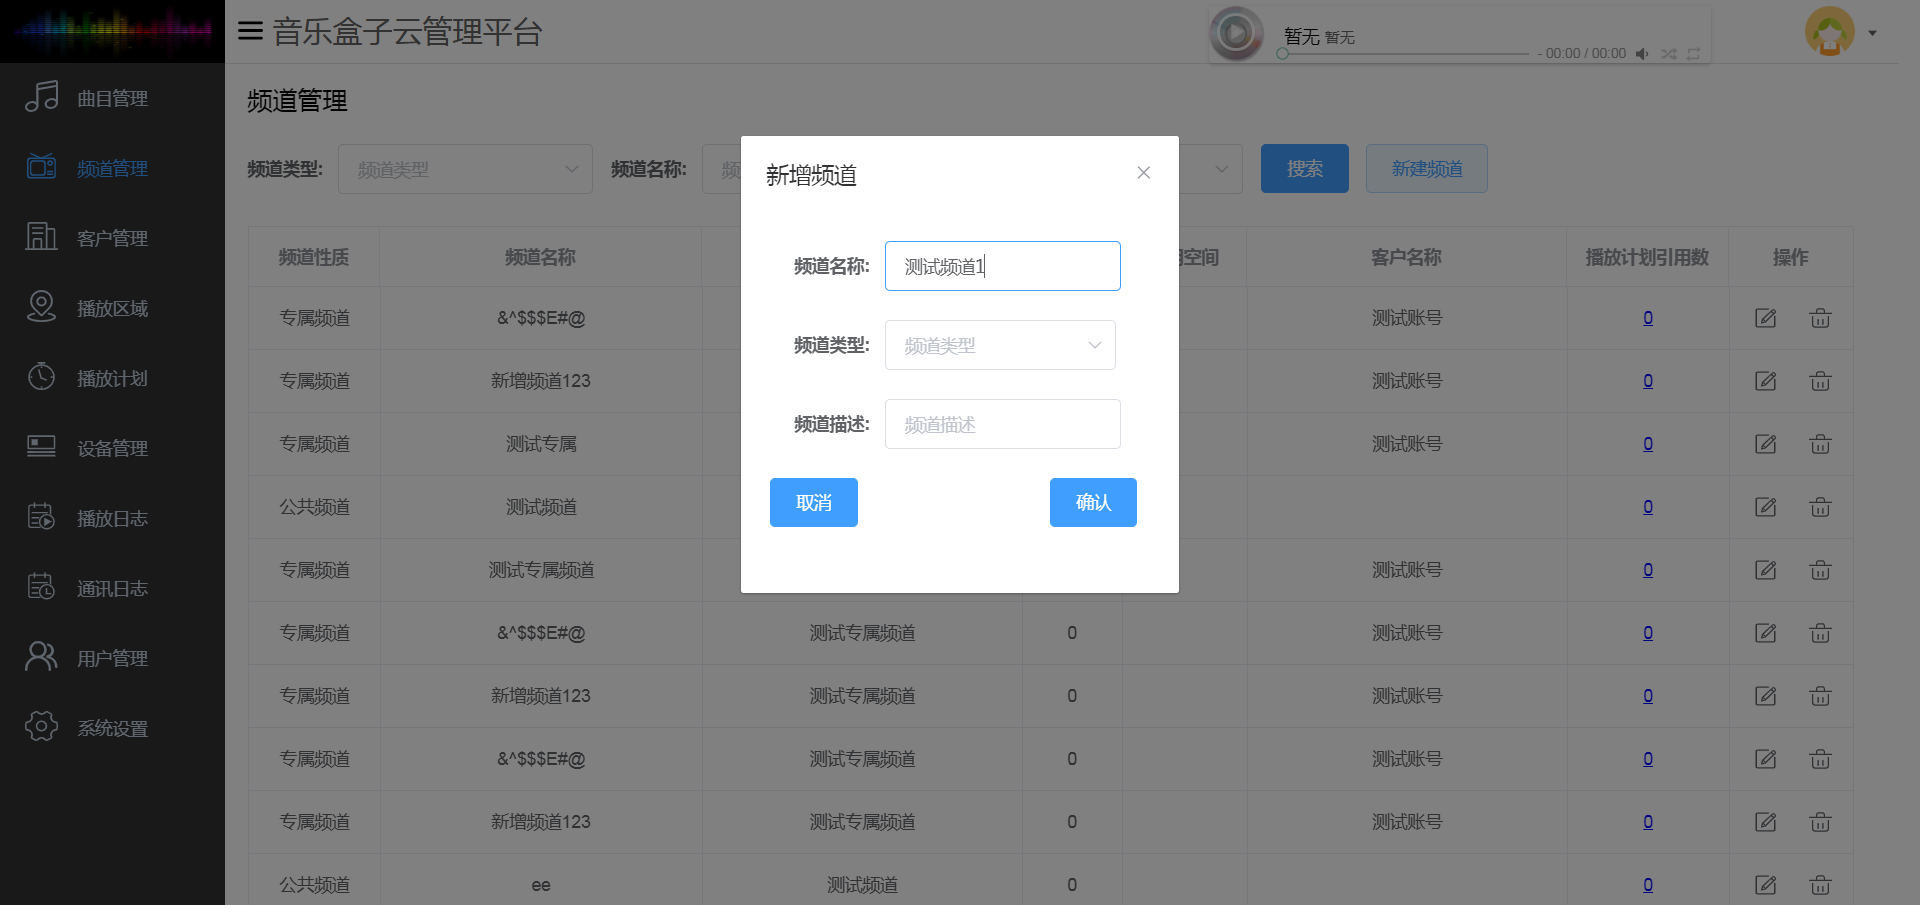 音乐盒子云管理平台
暂无 暂无
- 00:00 / 00:00
曲目管理
频道管理
客户管理
播放区域
播放计划
设备管理
播放日志
通讯日志
用户管理
系统设置
频道管理
频道类型: 频道类型 频道名称: 搜索 新建频道
频道性质 频道名称 空间 客户名称 播放计划引用数 操作
专属频道 &^$$$E#@ 测试账号 0
专属频道 新增频道123 测试账号 0
专属频道 测试专属 测试账号 0
公共频道 测试频道 0
专属频道 测试专属频道 测试账号 0
专属频道 &^$$$E#@ 测试专属频道 0 测试账号 0
专属频道 新增频道123 测试专属频道 0 测试账号 0
专属频道 &^$$$E#@ 测试专属频道 0 测试账号 0
专属频道 新增频道123 测试专属频道 0 测试账号 0
公共频道 ee 测试频道 0 0
新增频道
频道名称: 测试频道1
频道类型: 频道类型
频道描述: 频道描述
取消 确认